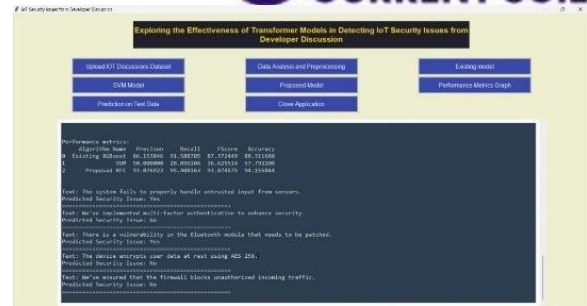 CURRENT SCIE
IoT Security Issues from Developer Discussion
Exploring the Effectiveness of Transformer Models in Detecting IoT Security Issues from
Developer Discussion
Upload IOT Discussions Dataset
Data Analysis and Preprocessing
Existing model
SVM Model
Proposed Model
Performance Metrics Graph
Prediction on Test Data
Close Application
Performance metrics:
Algorithm Name Precison Recall FScore Accuracy
0 Existing XGBoost
1 SVM 50.000000
2 Proposed RFC
Text: The system fails to properly handle untrusted input from sensors.
Predicted Security Issue: Yes
Text: We've implemented multi-factor authentication to enhance security.
Predicted Security Issue: No
Text: There is a vulnerability in the Bluetooth module that needs to be patched.
Predicted Security Issue: Yes
Text: The device encrypts user data at rest using AES 256.
Predicted Security Issue: No
Text: We've ensured that the firewall blocks unauthorized incoming traffic.
Predicted Security Issue: No